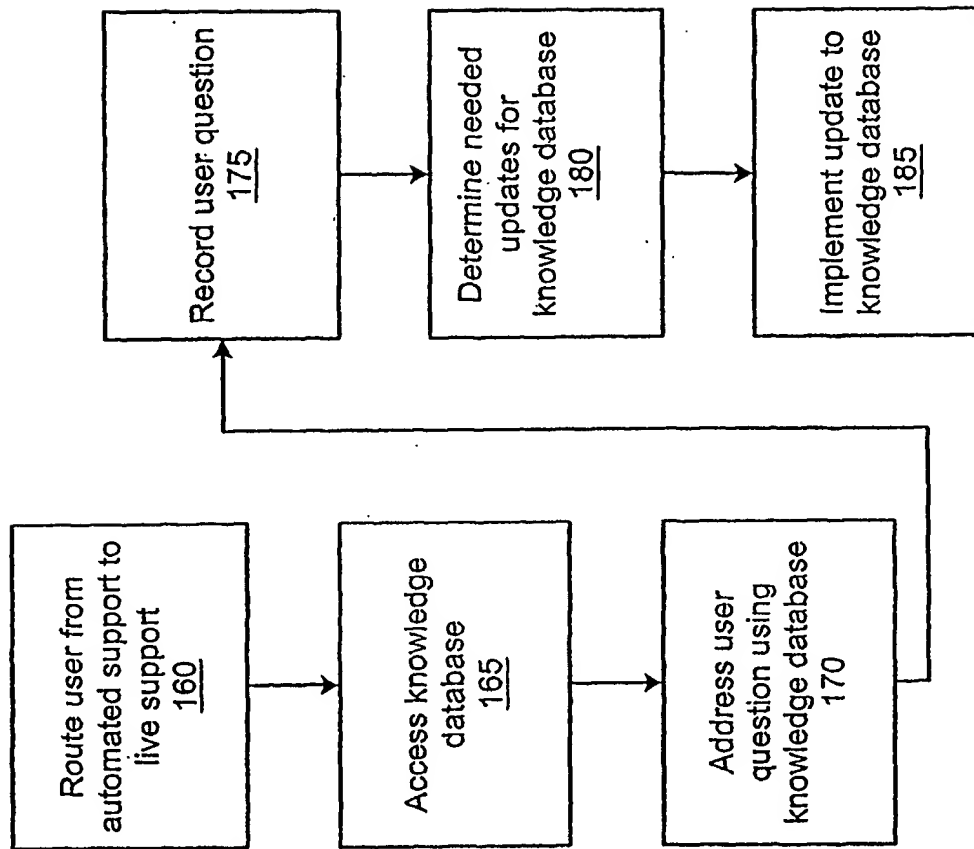 Route user from
automated support to
live support
160
Access knowledge
database
165
Address user
question using
knowledge database
170
Record user question
175
Determine needed
updates for
knowledge database
180
Implement update to
knowledge database
185